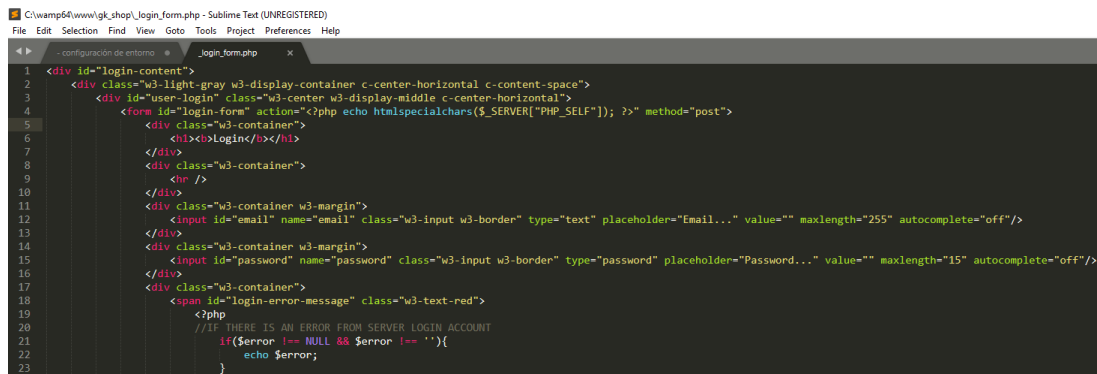 C:\wamp64\www\gk_shop\_login_form.php - Sublime Text (UNREGISTERED)
File Edit Selection Find View Goto Tools Project Preferences Help
- configuración de entorno _login_form.php ×
1 <div id="login-content">
2 <div class="w3-light-gray w3-display-container c-center-horizontal c-content-space">
3 <div id="user-login" class="w3-center w3-display-middle c-center-horizontal">
4 <form id="login-form" action="<?php echo htmlspecialchars($_SERVER["PHP_SELF"]); ?>" method="post">
5 <div class="w3-container">
6 <h1><b>Login</b></h1>
7 </div>
8 <div class="w3-container">
9 <hr />
10 </div>
11 <div class="w3-container w3-margin">
12 <input id="email" name="email" class="w3-input w3-border" type="text" placeholder="Email..." value="" maxlength="255" autocomplete="off"/>
13 </div>
14 <div class="w3-container w3-margin">
15 <input id="password" name="password" class="w3-input w3-border" type="password" placeholder="Password..." value="" maxlength="15" autocomplete="off"/>
16 </div>
17 <div class="w3-container">
18 <span id="login-error-message" class="w3-text-red">
19 <?php
20 //IF THERE IS AN ERROR FROM SERVER LOGIN ACCOUNT
21 if($error !== NULL && $error !== ''){
22 echo $error;
23 }